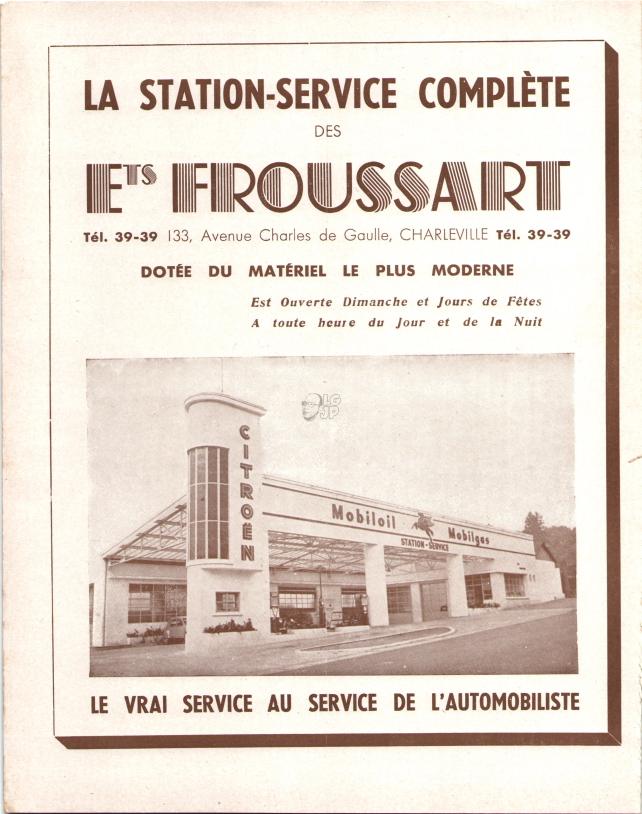 LA STATION-SERVICE COMPLÈTE
DES
ETS FROUSSART
Tél. 39-39 133, Avenue Charles de Gaulle, CHARLEVILLE Tél. 39-39
DOTÉE DU MATÉRIEL LE PLUS MODERNE
Est Ouverte Dimanche et Jours de Fêtes
A toute heure du Jour et de la Nuit
LG
JP
CITROËN
Mobiloil Mobilgas
STATION-SERVICE
LE VRAI SERVICE AU SERVICE DE L'AUTOMOBILISTE